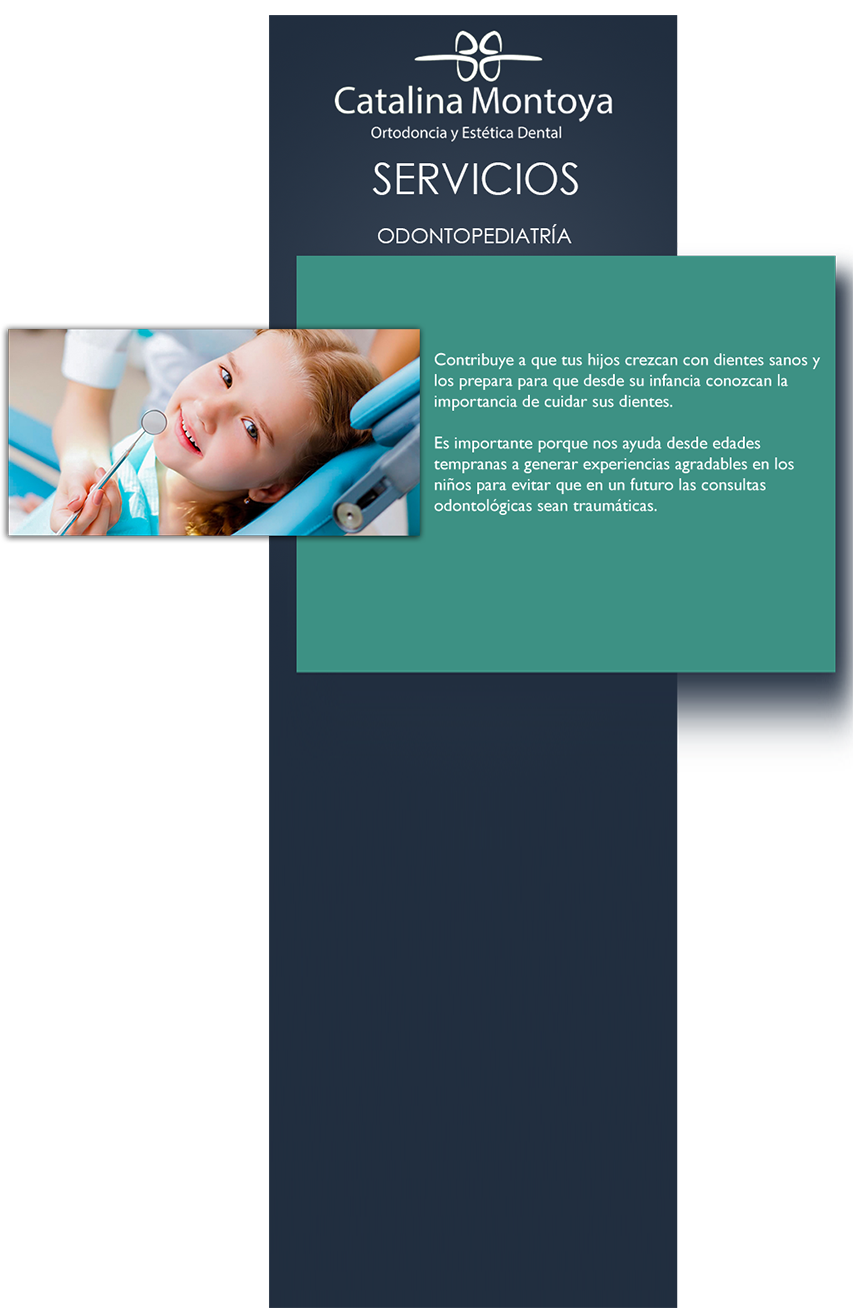 Catalina Montoya
Ortodoncia y Estética Dental
SERVICIOS
ODONTOPEDIATRÍA
Contribuye a que tus hijos crezcan con dientes sanos y
los prepara para que desde su infancia conozcan la
importancia de cuidar sus dientes.
Es importante porque nos ayuda desde edades
tempranas a generar experiencias agradables en los
niños para evitar que en un futuro las consultas
odontológicas sean traumáticas.